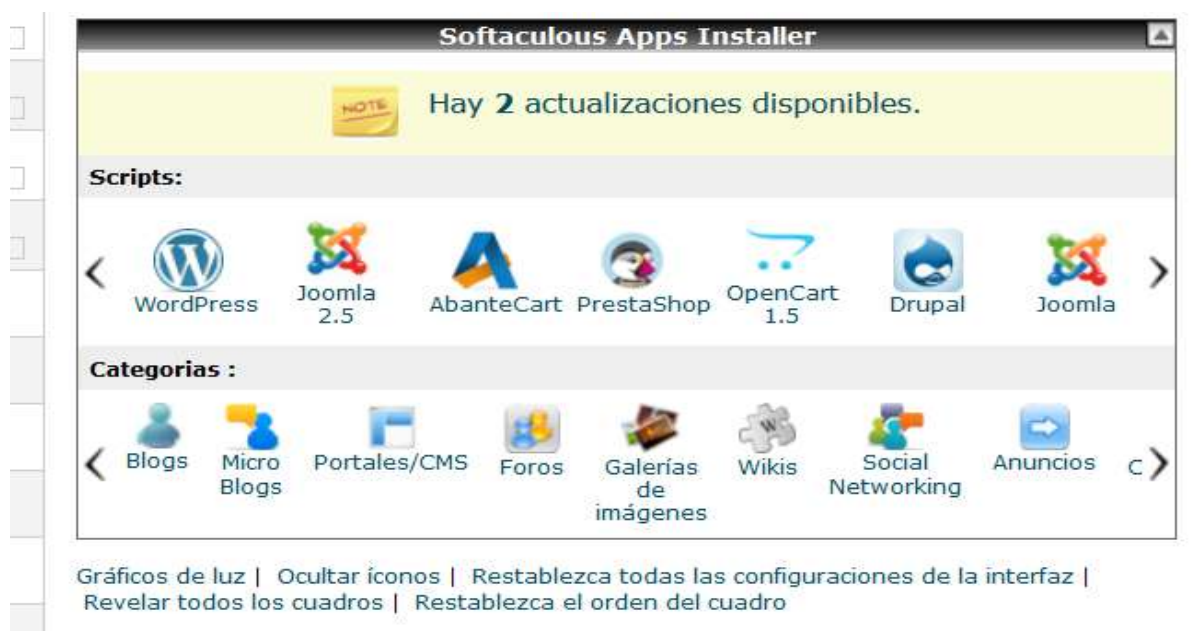 Softaculous Apps Installer
NOTE
Hay 2 actualizaciones disponibles.
Scripts:
WordPress
Joomla
2.5
AbanteCart
PrestaShop
OpenCart
1.5
Drupal
Joomla
Categorias :
Blogs
Micro
Blogs
Portales/CMS
Foros
Galerías
de
imágenes
Wikis
Social
Networking
Anuncios
C
Gráficos de luz | Ocultar íconos | Restablezca todas las configuraciones de la interfaz |
Revelar todos los cuadros | Restablezca el orden del cuadro